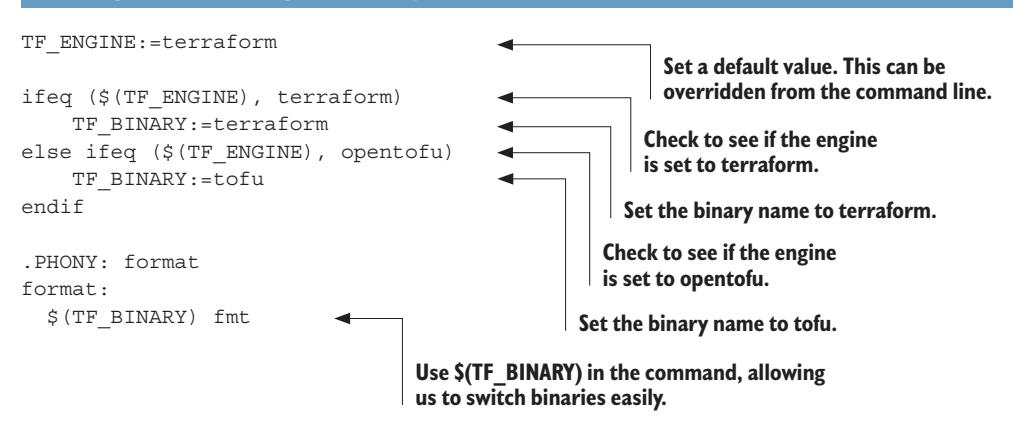 TF_ENGINE:=terraform
Set a default value. This can be
overridden from the command line.
ifeq ($(TF_ENGINE), terraform)
TF_BINARY:=terraform
Check to see if the engine
is set to terraform.
else ifeq ($(TF_ENGINE), opentofu)
TF_BINARY:=tofu
endif
Set the binary name to terraform.
Check to see if the engine
is set to opentofu.
.PHONY: format
format:
$(TF_BINARY) fmt
Set the binary name to tofu.
Use $(TF_BINARY) in the command, allowing
us to switch binaries easily.